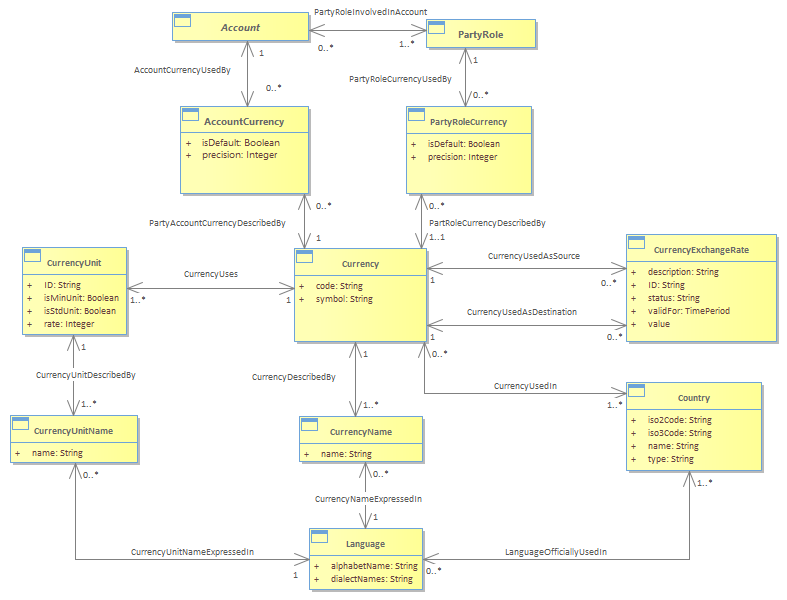 PartyRoleInvolvedInAccount
Account
PartyRole
0..*
1..*
1
1
AccountCurrencyUsedBy
PartyRoleCurrencyUsedBy
0..*
0..*
AccountCurrency
+ isDefault: Boolean
+ precision: Integer
PartyRoleCurrency
+ isDefault: Boolean
+ precision: Integer
0..*
0..*
PartyAccountCurrencyDescribedBy
PartRoleCurrencyDescribedBy
1
1..1
CurrencyUnit
+ ID: String
+ isMinUnit: Boolean
+ isStdUnit: Boolean
+ rate: Integer
CurrencyUses
1..*
1
Currency
+ code: String
+ symbol: String
CurrencyUsedAsSource
1
0..*
CurrencyUsedAsDestination
1
0..*
CurrencyExchangeRate
+ description: String
+ ID: String
+ status: String
+ validFor: TimePeriod
+ value
1
CurrencyUnitDescribedBy
1..*
1
CurrencyDescribedBy
1..*
0..*
CurrencyUsedIn
1..*
Country
+ iso2Code: String
+ iso3Code: String
+ name: String
+ type: String
CurrencyUnitName
+ name: String
CurrencyName
+ name: String
0..*
0..*
1..*
CurrencyNameExpressedIn
1
CurrencyUnitNameExpressedIn
1
Language
+ alphabetName: String
+ dialectNames: String
LanguageOfficiallyUsedIn
0..*